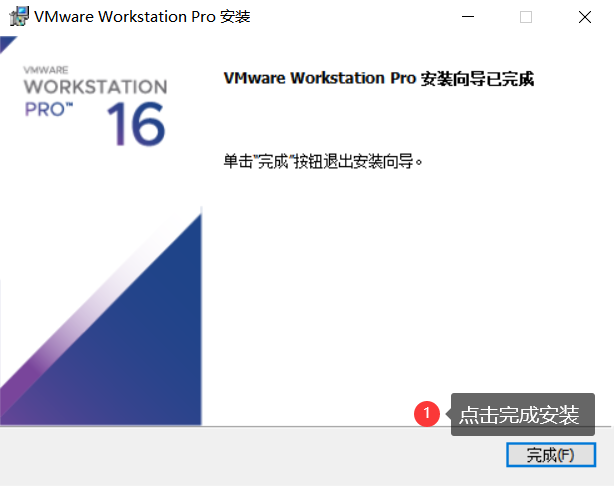 VMware Workstation Pro 安装
VMWARE
WORKSTATION
PRO™
16
VMware Workstation Pro 安装向导已完成
单击"完成"按钮退出安装向导。
1
点击完成安装
完成(F)